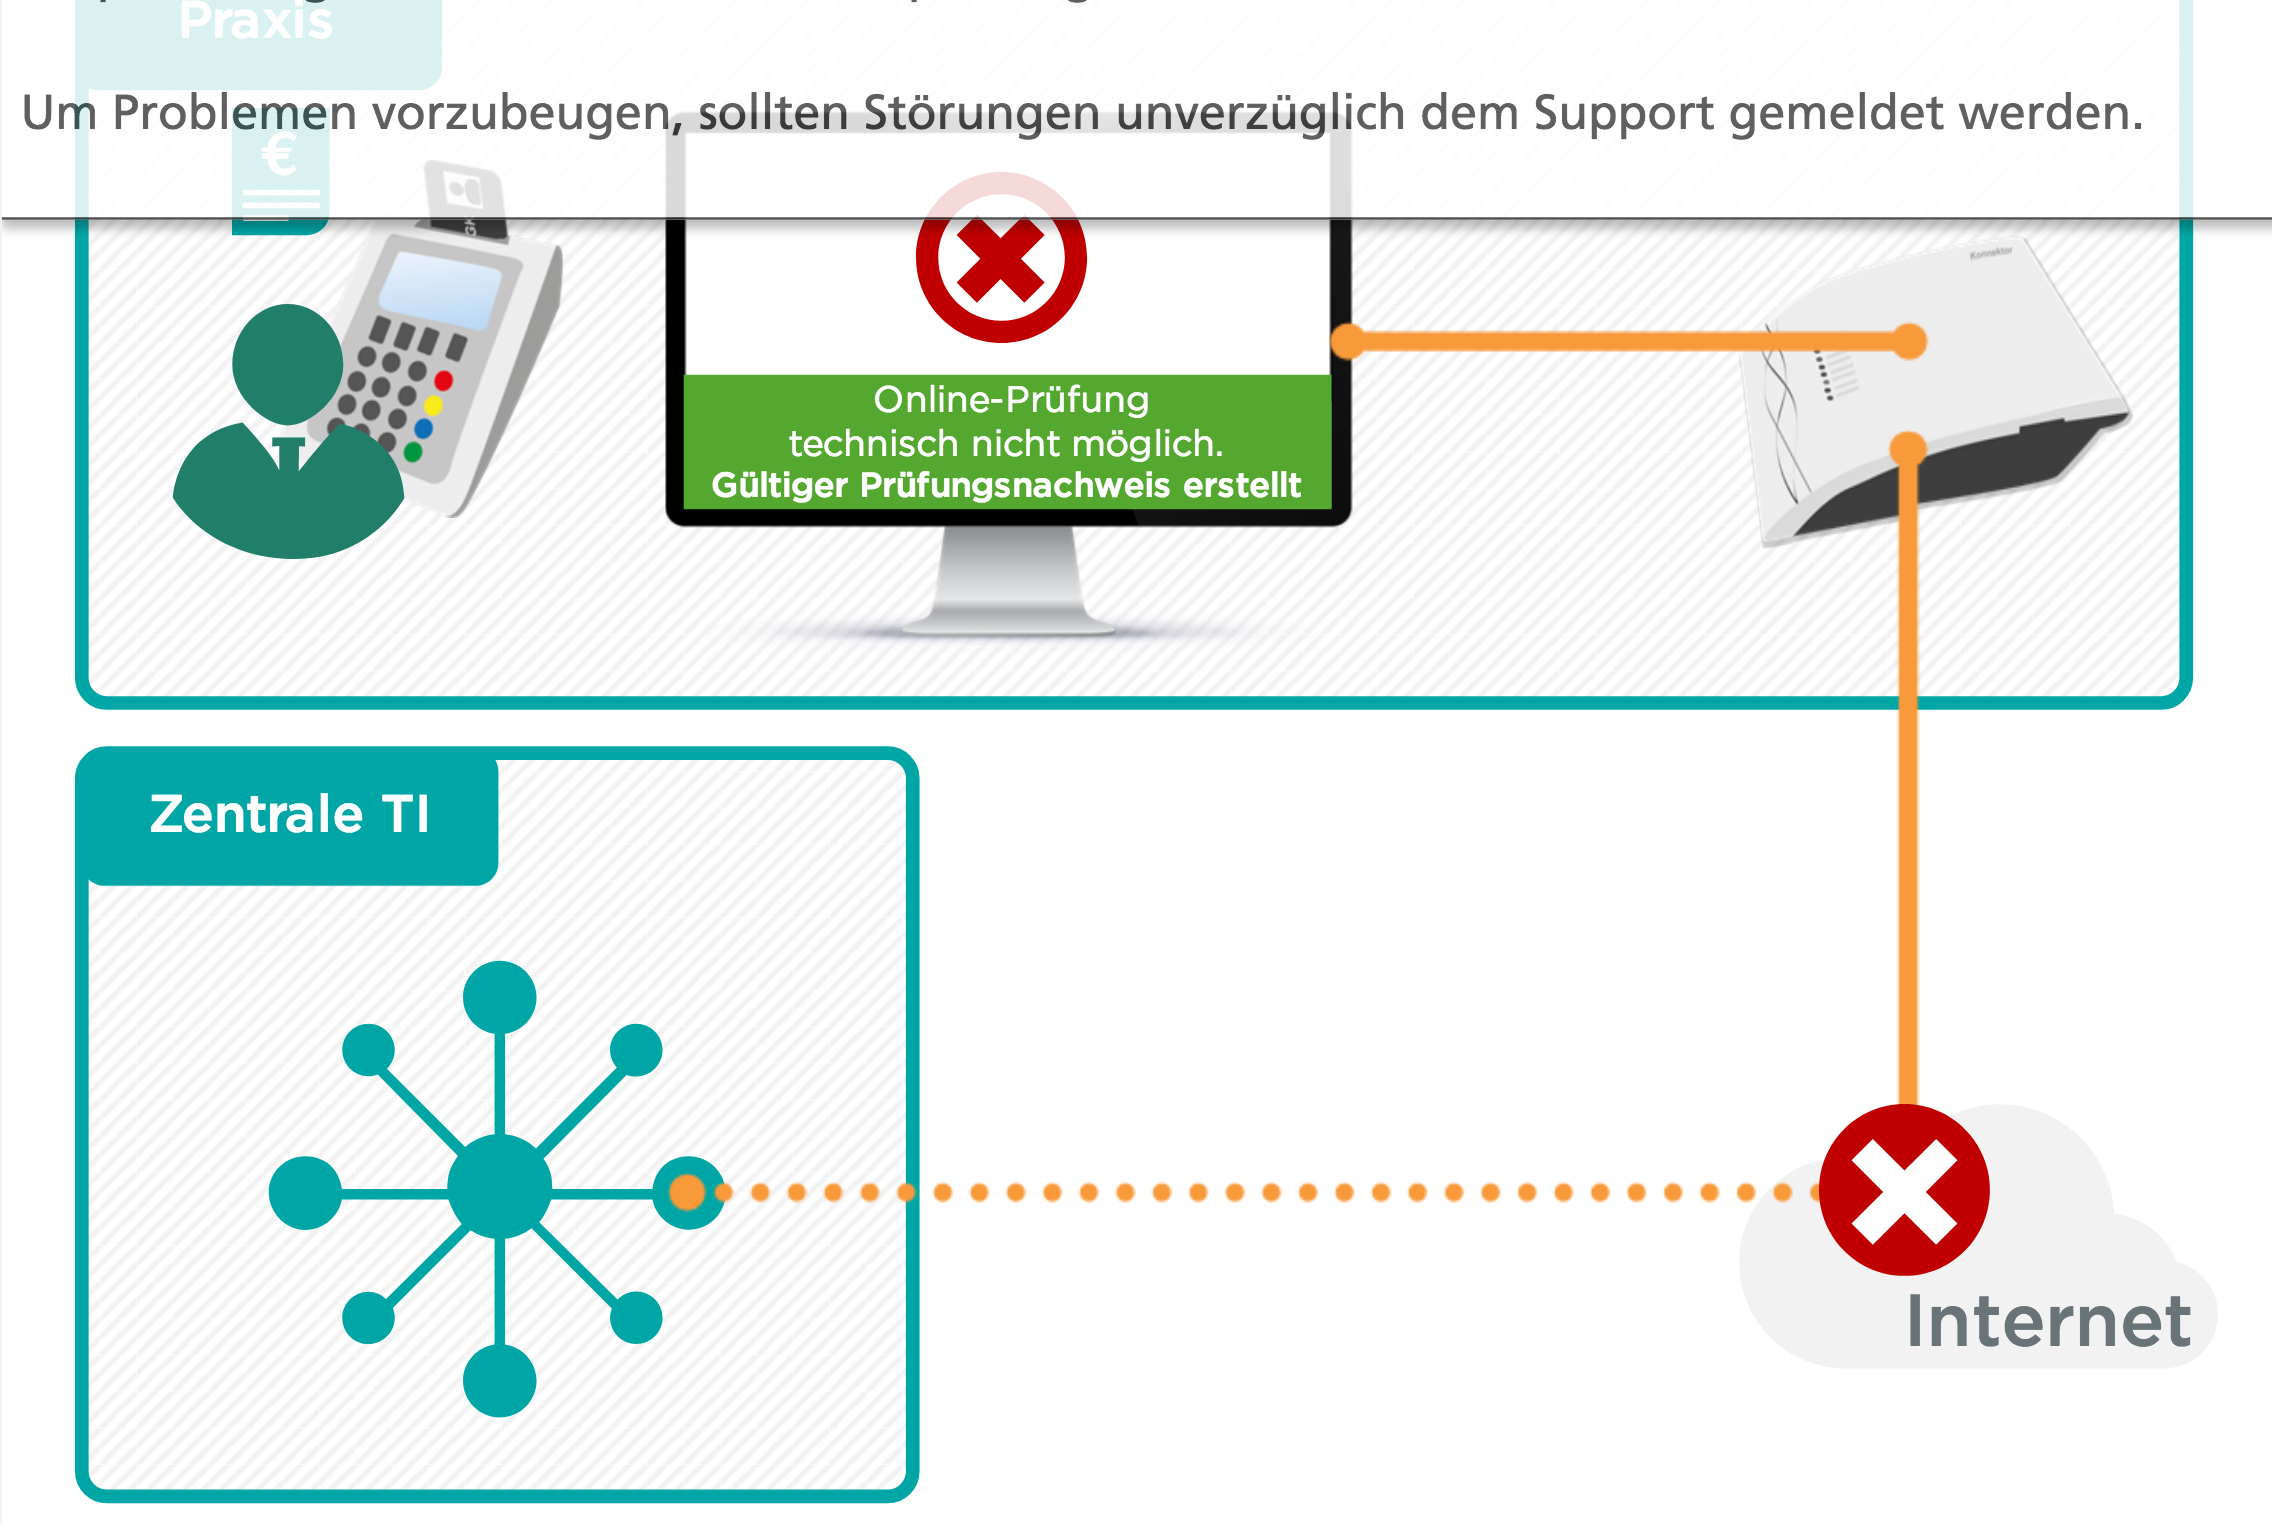 Praxis
Um Problemen vorzubeugen, sollten Störungen unverzüglich dem Support gemeldet werden.
€
Konnektor
Online-Prüfung
technisch nicht möglich.
Gültiger Prüfungsnachweis erstellt
Zentrale TI
Internet